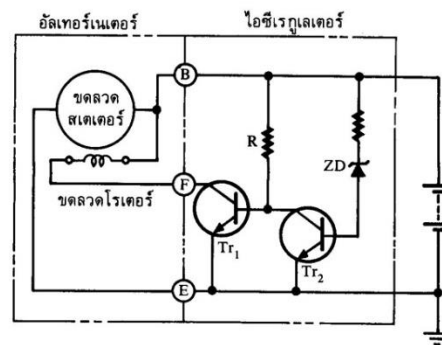 อัลเทอร์เนเตอร์
ไอซีเรกูเลเตอร์
B
ขดลวด
สเตเตอร์
R
ZD
F
ขดลวดโรเตอร์
Tr₁
Tr₂
E